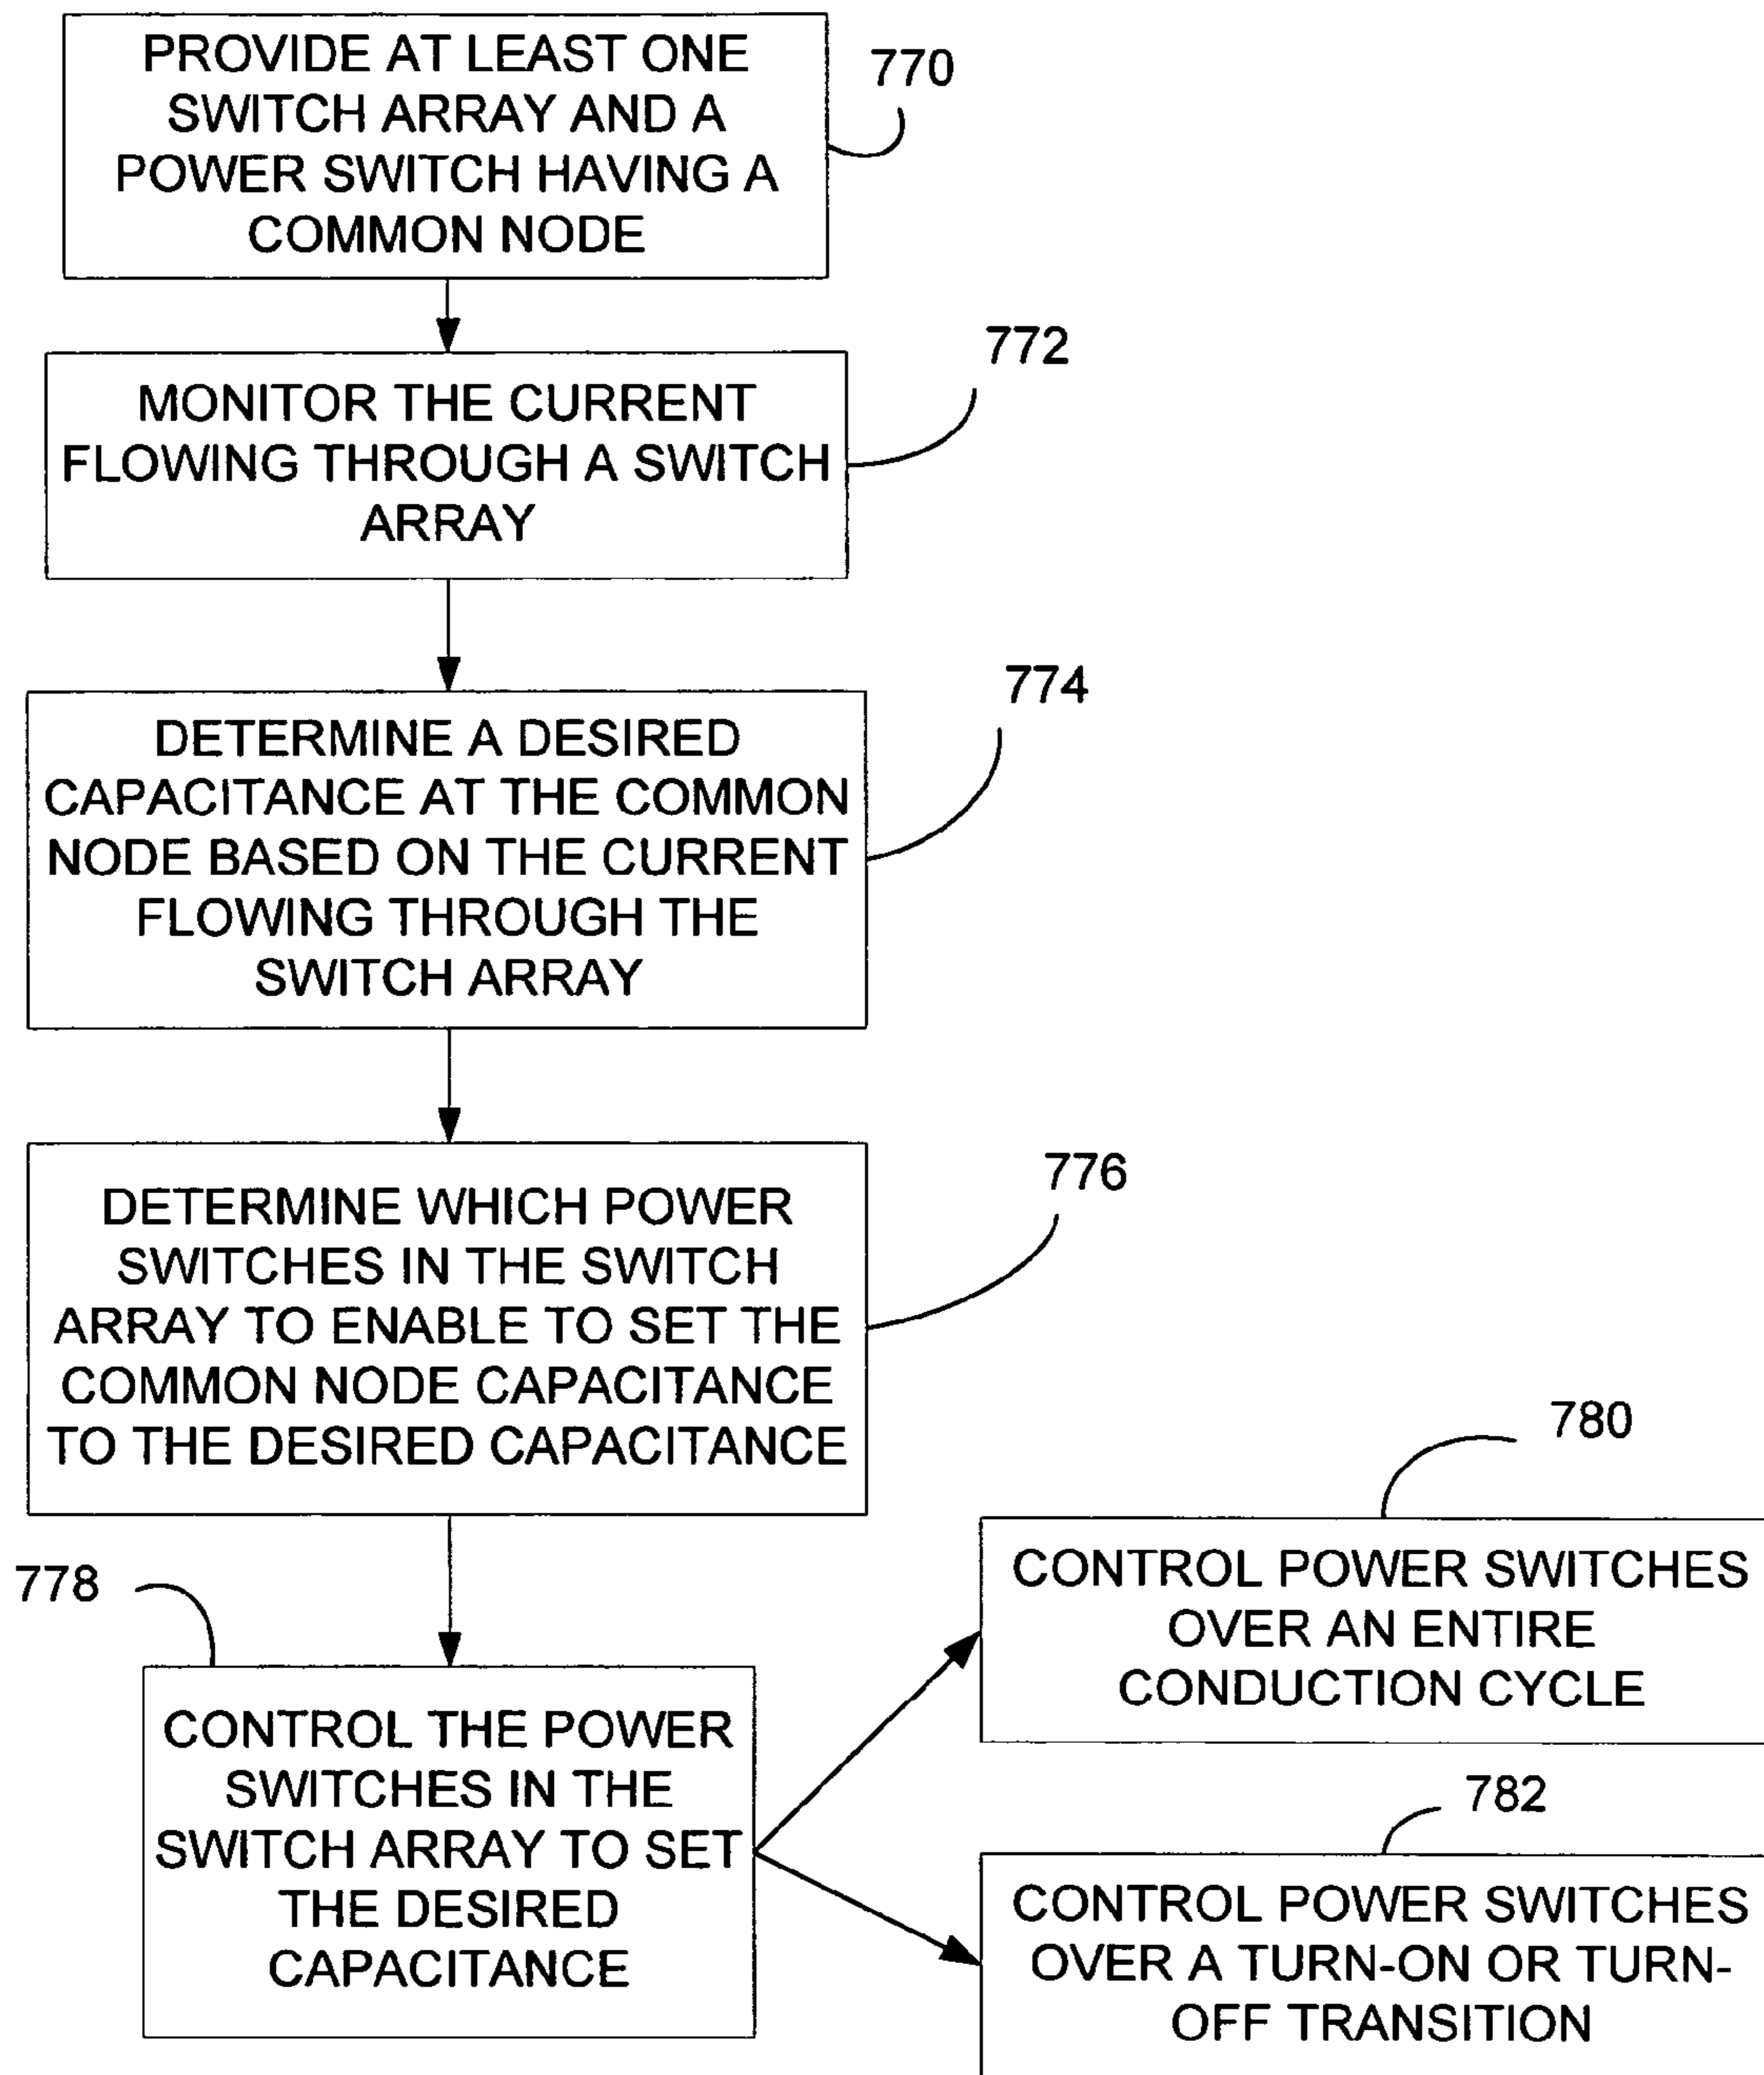 PROVIDE AT LEAST ONE
SWITCH ARRAY AND A
POWER SWITCH HAVING A
COMMON NODE
770
MONITOR THE CURRENT
FLOWING THROUGH A SWITCH
ARRAY
772
DETERMINE A DESIRED
CAPACITANCE AT THE COMMON
NODE BASED ON THE CURRENT
FLOWING THROUGH THE
SWITCH ARRAY
774
DETERMINE WHICH POWER
SWITCHES IN THE SWITCH
ARRAY TO ENABLE TO SET THE
COMMON NODE CAPACITANCE
TO THE DESIRED CAPACITANCE
776
778
CONTROL THE POWER
SWITCHES IN THE
SWITCH ARRAY TO SET
THE DESIRED
CAPACITANCE
780
CONTROL POWER SWITCHES
OVER AN ENTIRE
CONDUCTION CYCLE
782
CONTROL POWER SWITCHES
OVER A TURN-ON OR TURN-
OFF TRANSITION